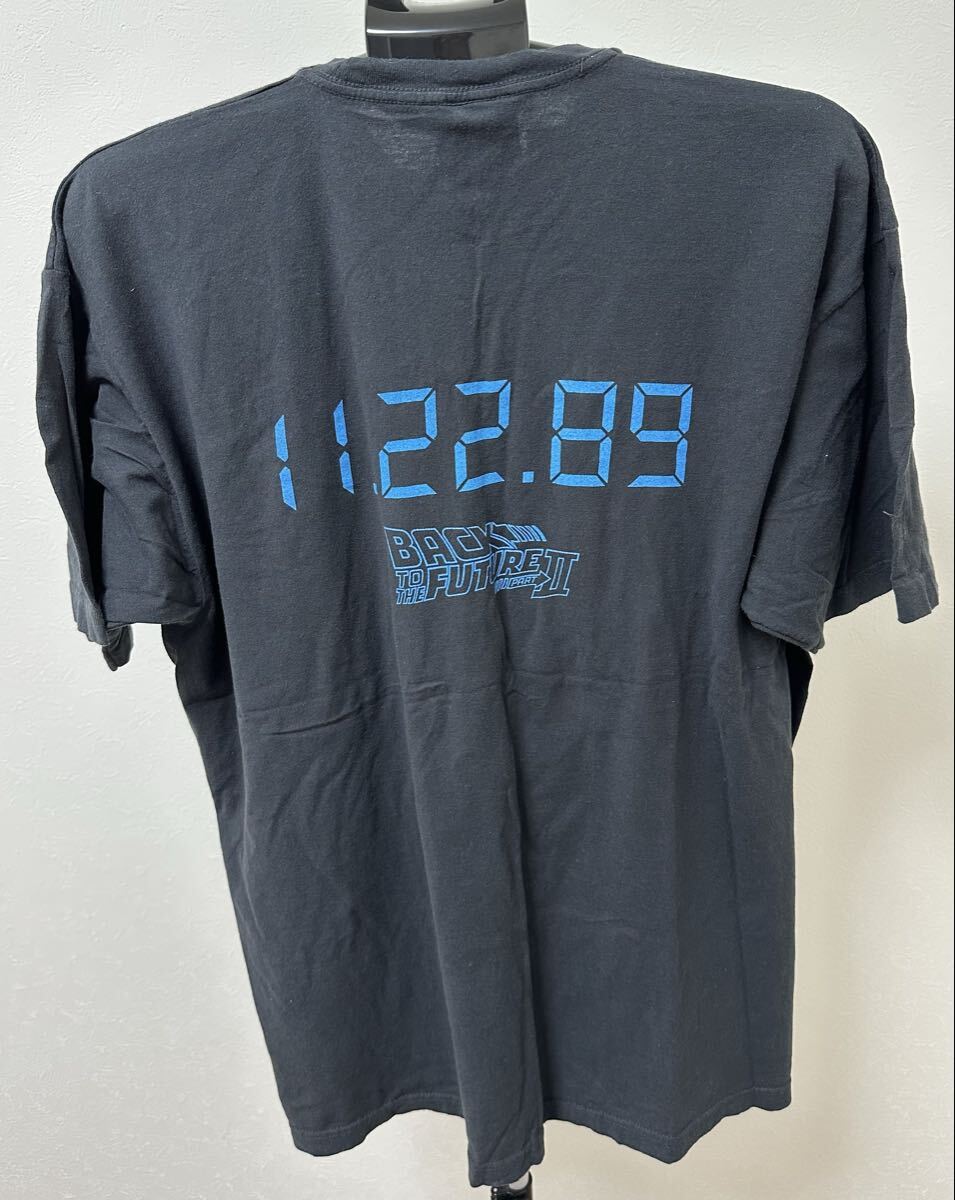 11.22.89
BACK
TO THE FUTURE
PART II